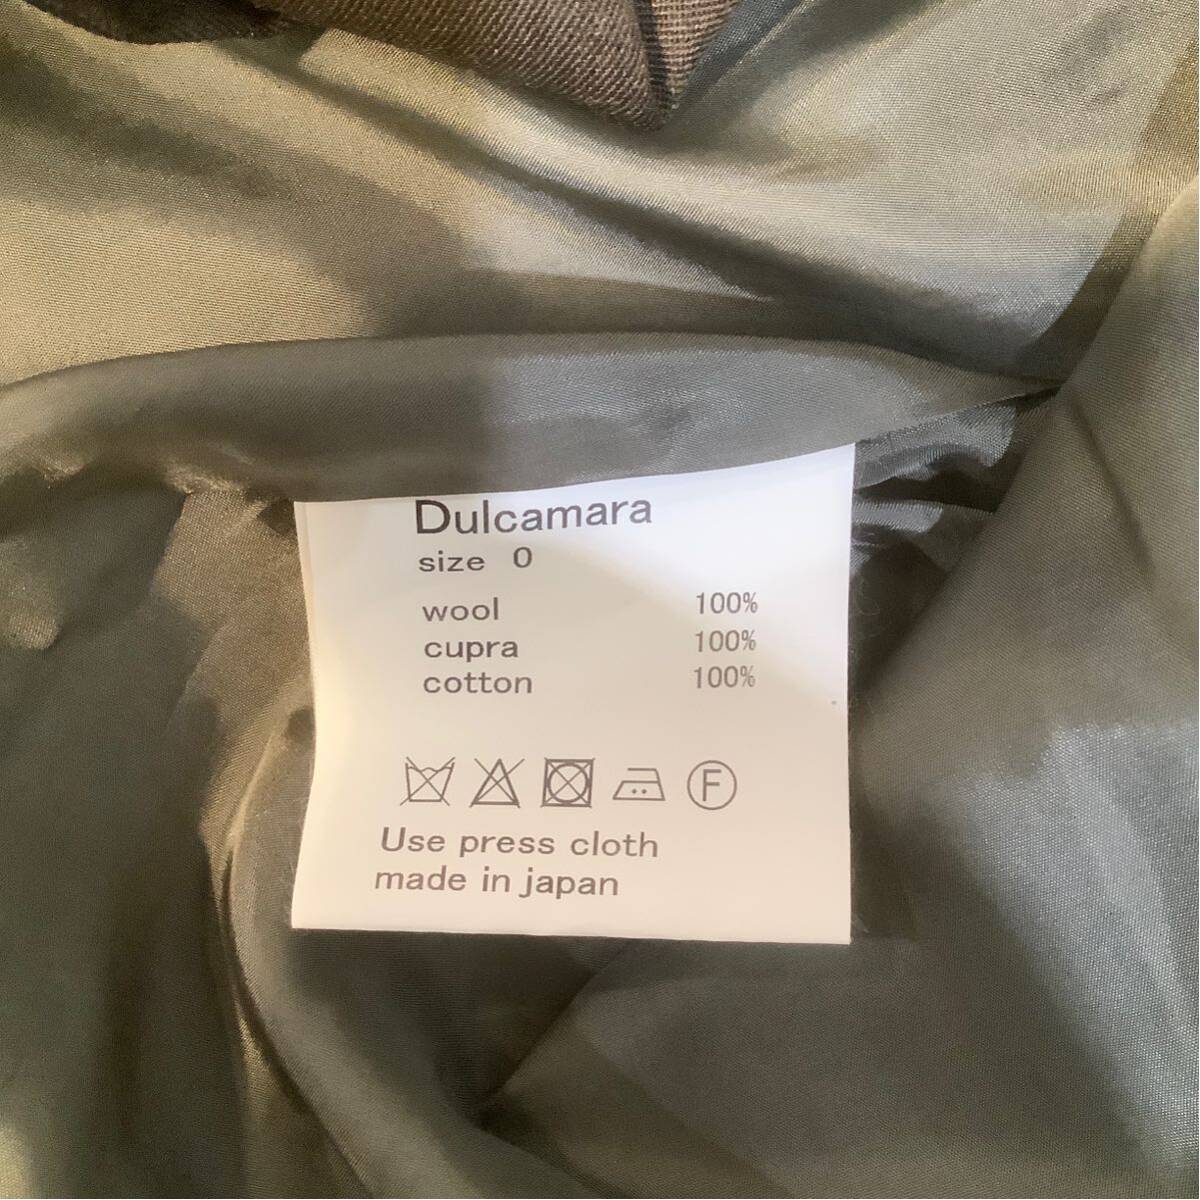 Dulcamara
size 0
wool 100%
cupra 100%
cotton 100%
F
Use press cloth
made in japan